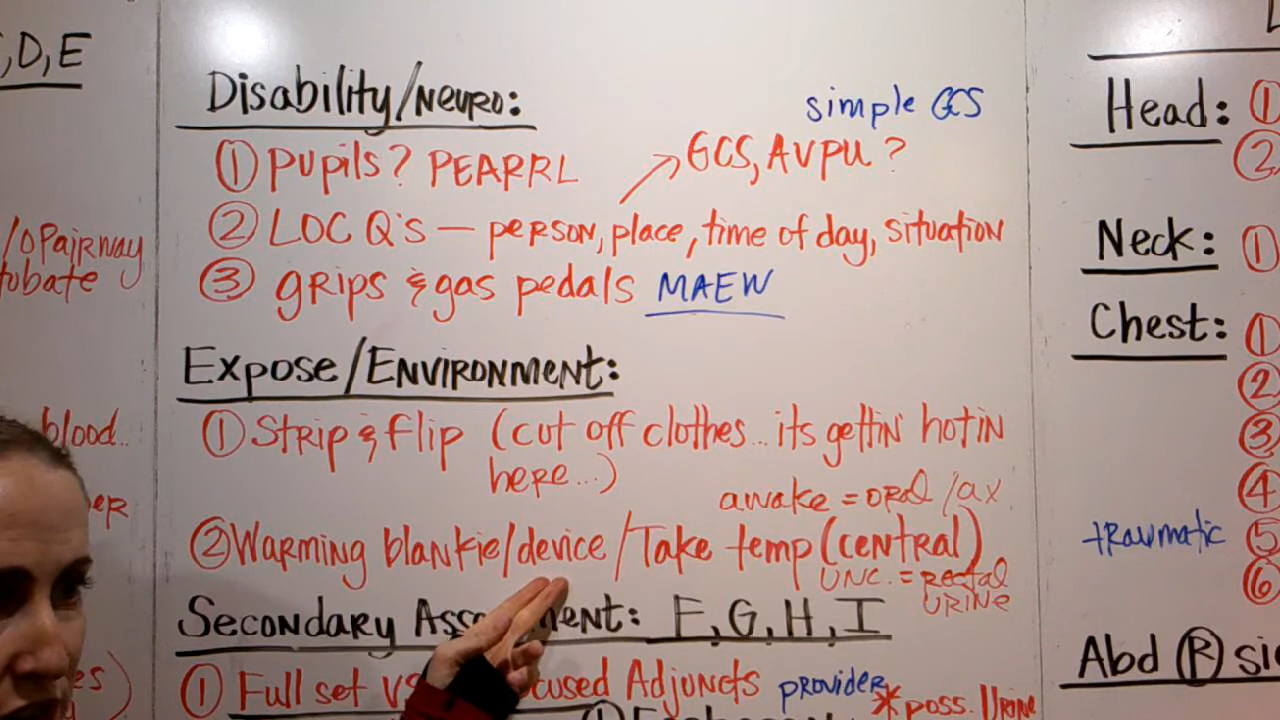 ,D,E
/OPairway
blood..
Disability/Neuro:
simple GCS
① Pupils? PEARRL
GCS, AVPU?
② LOC Q's — person, place, time of day, situation
③ grips & gas pedals MAEW
Expose/Environment:
① Strip & Flip (cut off clothes... its gettin' hot in
here...)
awake = oral /ax
② Warming blankie/device / Take temp (central)
UNC. = Rectal
URINE
Secondary Ass ment: F, G, H, I
① Full set VS cused Adjuncts provider
*poss.
Head: ①
②
Neck: ①
Chest: ①
②
③
④
traumatic ⑤
⑥
Abd Ⓡ si